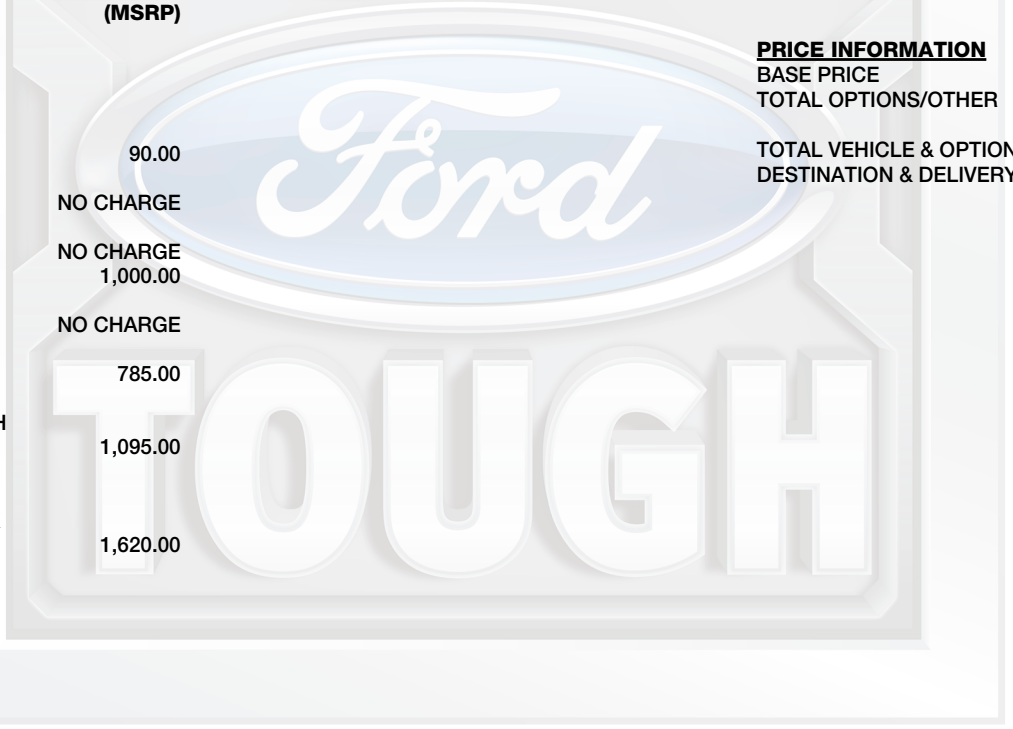 (MSRP)
90.00
NO CHARGE
NO CHARGE
1,000.00
NO CHARGE
785.00
H
1,095.00
1,620.00
PRICE INFORMATION
BASE PRICE
TOTAL OPTIONS/OTHER
TOTAL VEHICLE & OPTION
DESTINATION & DELIVERY
Ford
TOUGH